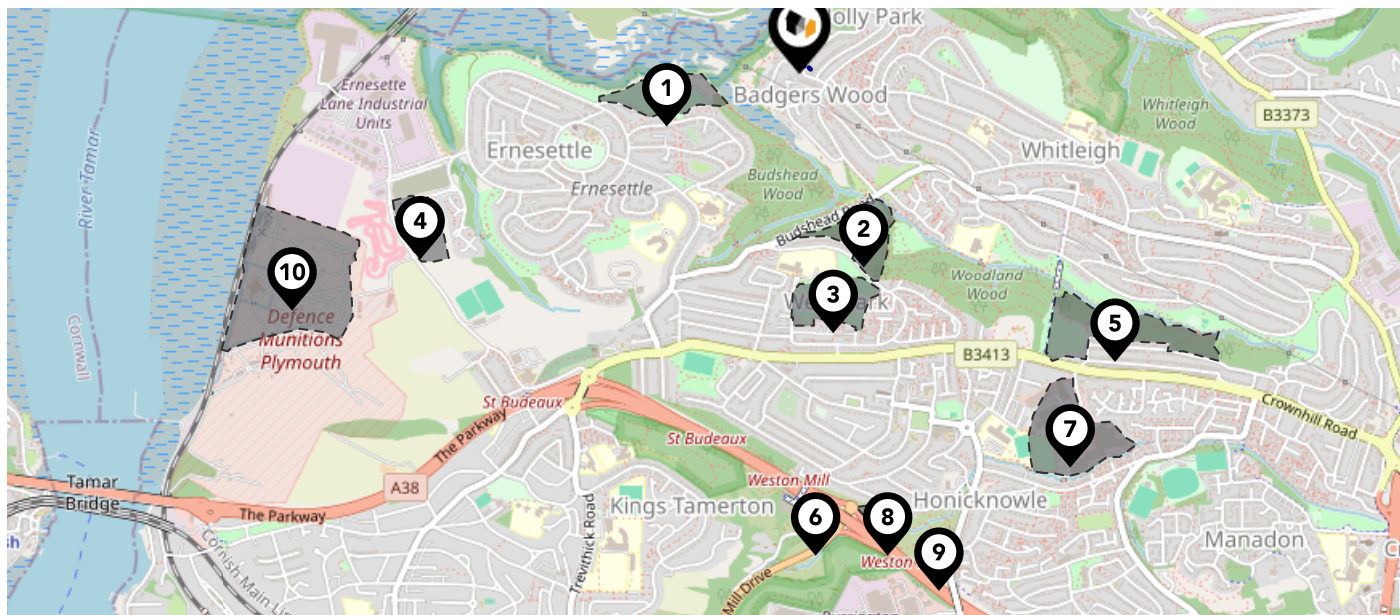 olly Park
Badgers Wood
Ernesette
Lane Industrial
Units
1
B3373
Whitleigh
Wood
Whitleigh
Ernesettle
Ernesettle
Budshead
Wood
River Tamar
4
Budshead Road
2
10
Woodland
Wood
3
5
Defence
Munitions
Plymouth
Cornwall
B3413
St Budeaux
The Parkway
Crownhill Road
7
St Budeaux
Weston Mill
A38
Tamar
Bridge
The Parkway
Kings Tamerton
Honicknowle
6
8
9
Trevithick Road
Cornish Main Lin
Manadon
Weston
Mill Drive
sh